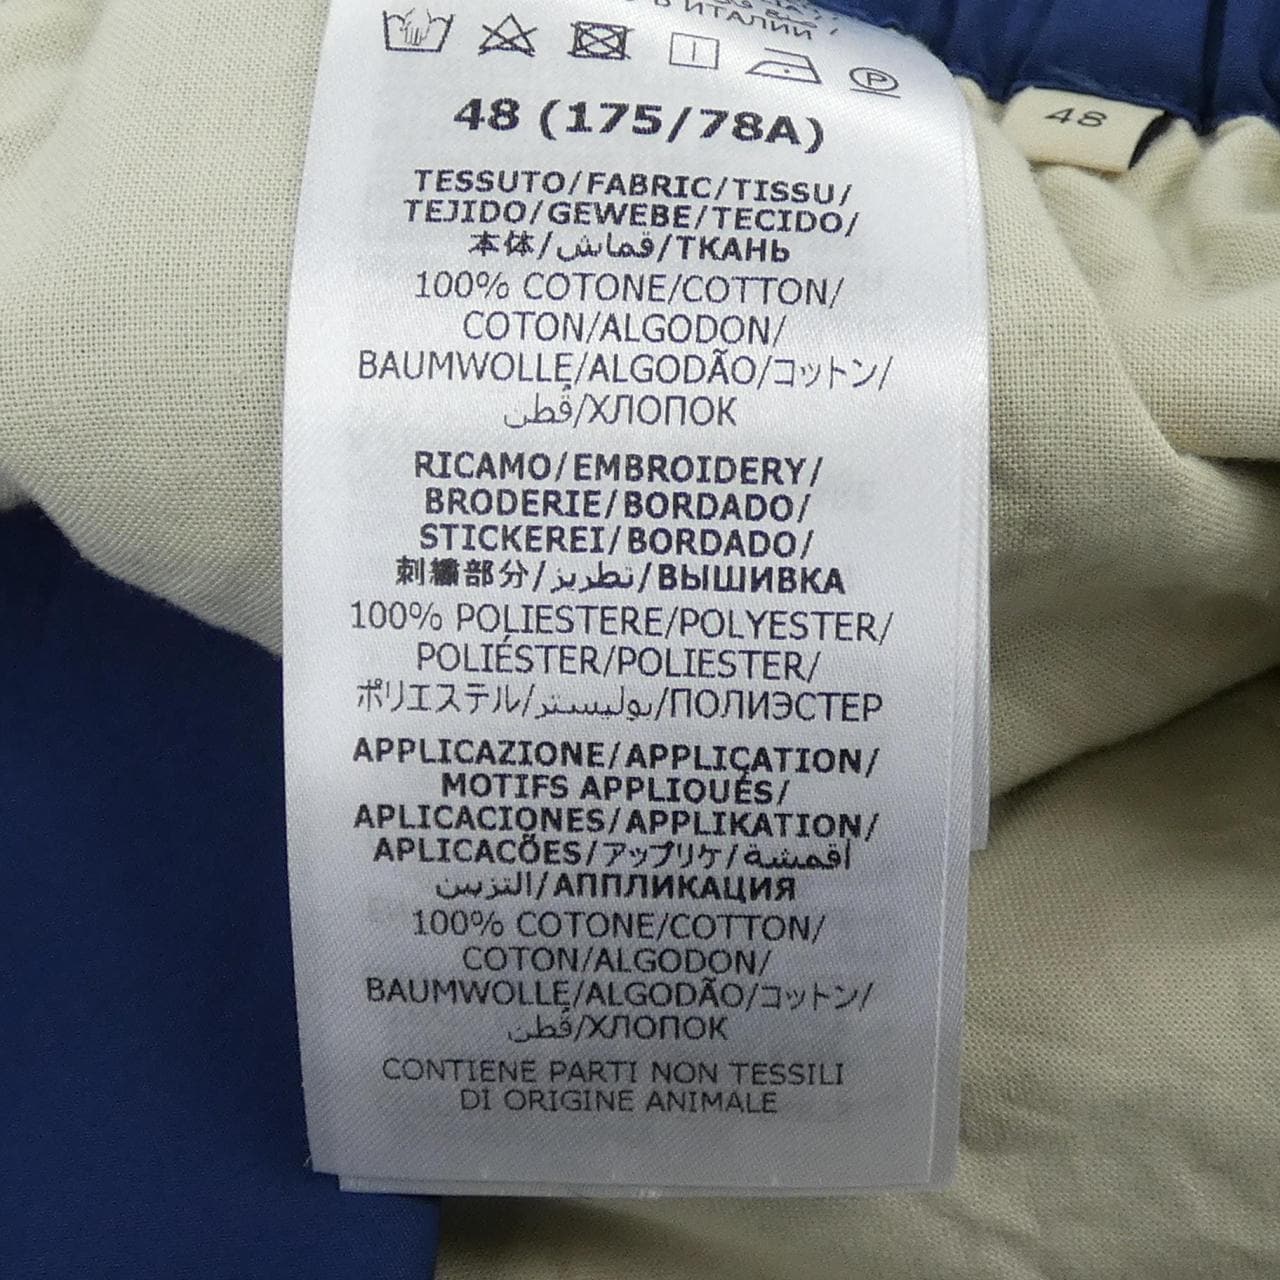 В ИТАЛИИ
48 (175/78A)
48
TESSUTO/FABRIC/TISSU/
TEJIDO/GEWEBE/TECIDO/
本体/قماش/ТКАНЬ
100% COTONE/COTTON/
COTON/ALGODON/
BAUMWOLLE/ALGODÃO/コットン/
قطن/ХЛОПОК
RICAMO/EMBROIDERY/
BRODERIE/BORDADO/
STICKEREI/BORDADO/
刺繍部分/تطريز/ВЫШИВКА
100% POLIESTERE/POLYESTER/
POLIÉSTER/POLIESTER/
ポリエステル/بوليستر/ПОЛИЭСТЕР
APPLICAZIONE/APPLICATION/
MOTIFS APPLIQUÉS/
APLICACIONES/APPLIKATION/
APLICACÕES/アップリケ/أقمشة
التزيين/АППЛИКАЦИЯ
100% COTONE/COTTON/
COTON/ALGODON/
BAUMWOLLE/ALGODÃO/コットン/
قطن/ХЛОПОК
CONTIENE PARTI NON TESSILI
DI ORIGINE ANIMALE